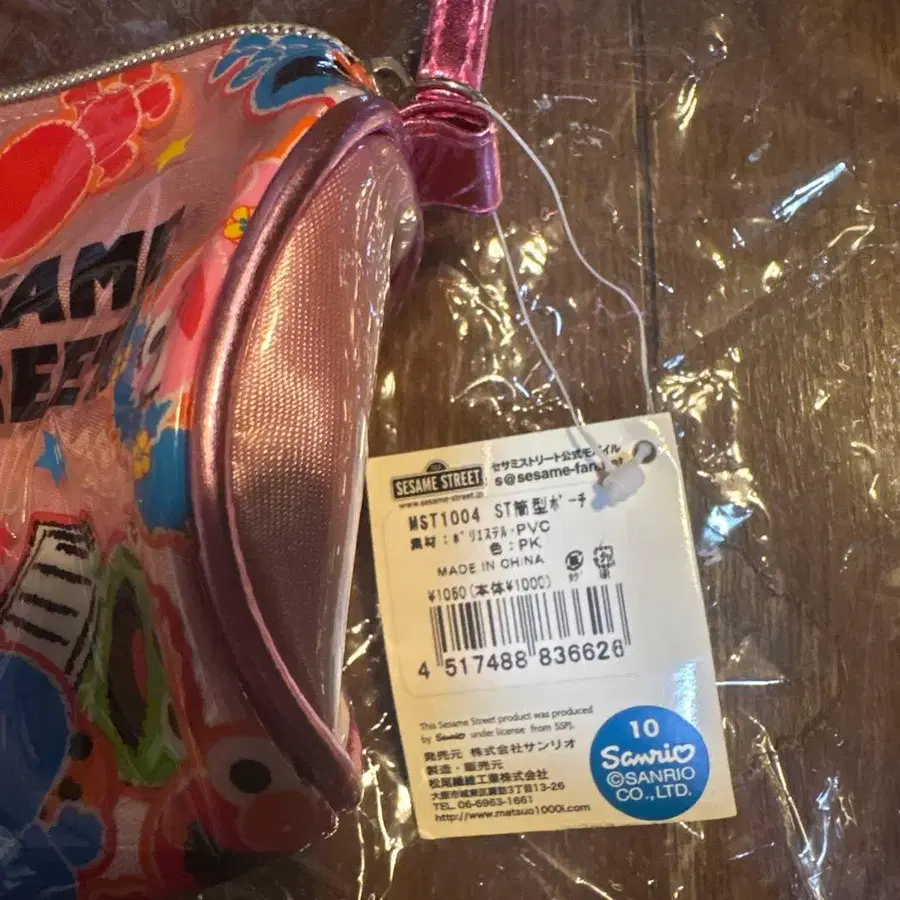 SESAME STREET
www.sesame-street.jp
セサミストリート公式モバイル
MST1004 ST筒型ポーチ
素材:ポリエステル・PVC
色:PK
MADE IN CHINA
¥1050(本体¥1000)
4 517488 836626
This Sesame Street product was produced
by Sanrio under license from SSPJ.
発売元 株式会社サンリオ
製造・販売元
松尾繊維工業株式会社
大阪市城東区諏訪3丁目13-26
TEL. 06-6963-1661
http://www.matsuo1000i.com/
10
Sanrio
©SANRIO
CO.,LTD.